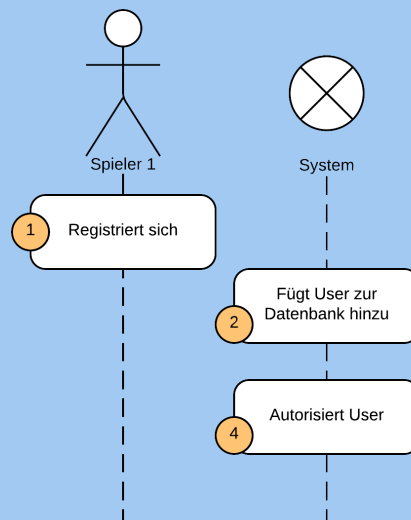 Spieler 1
System
1
Registriert sich
2
Fügt User zur
Datenbank hinzu
4
Autorisiert User